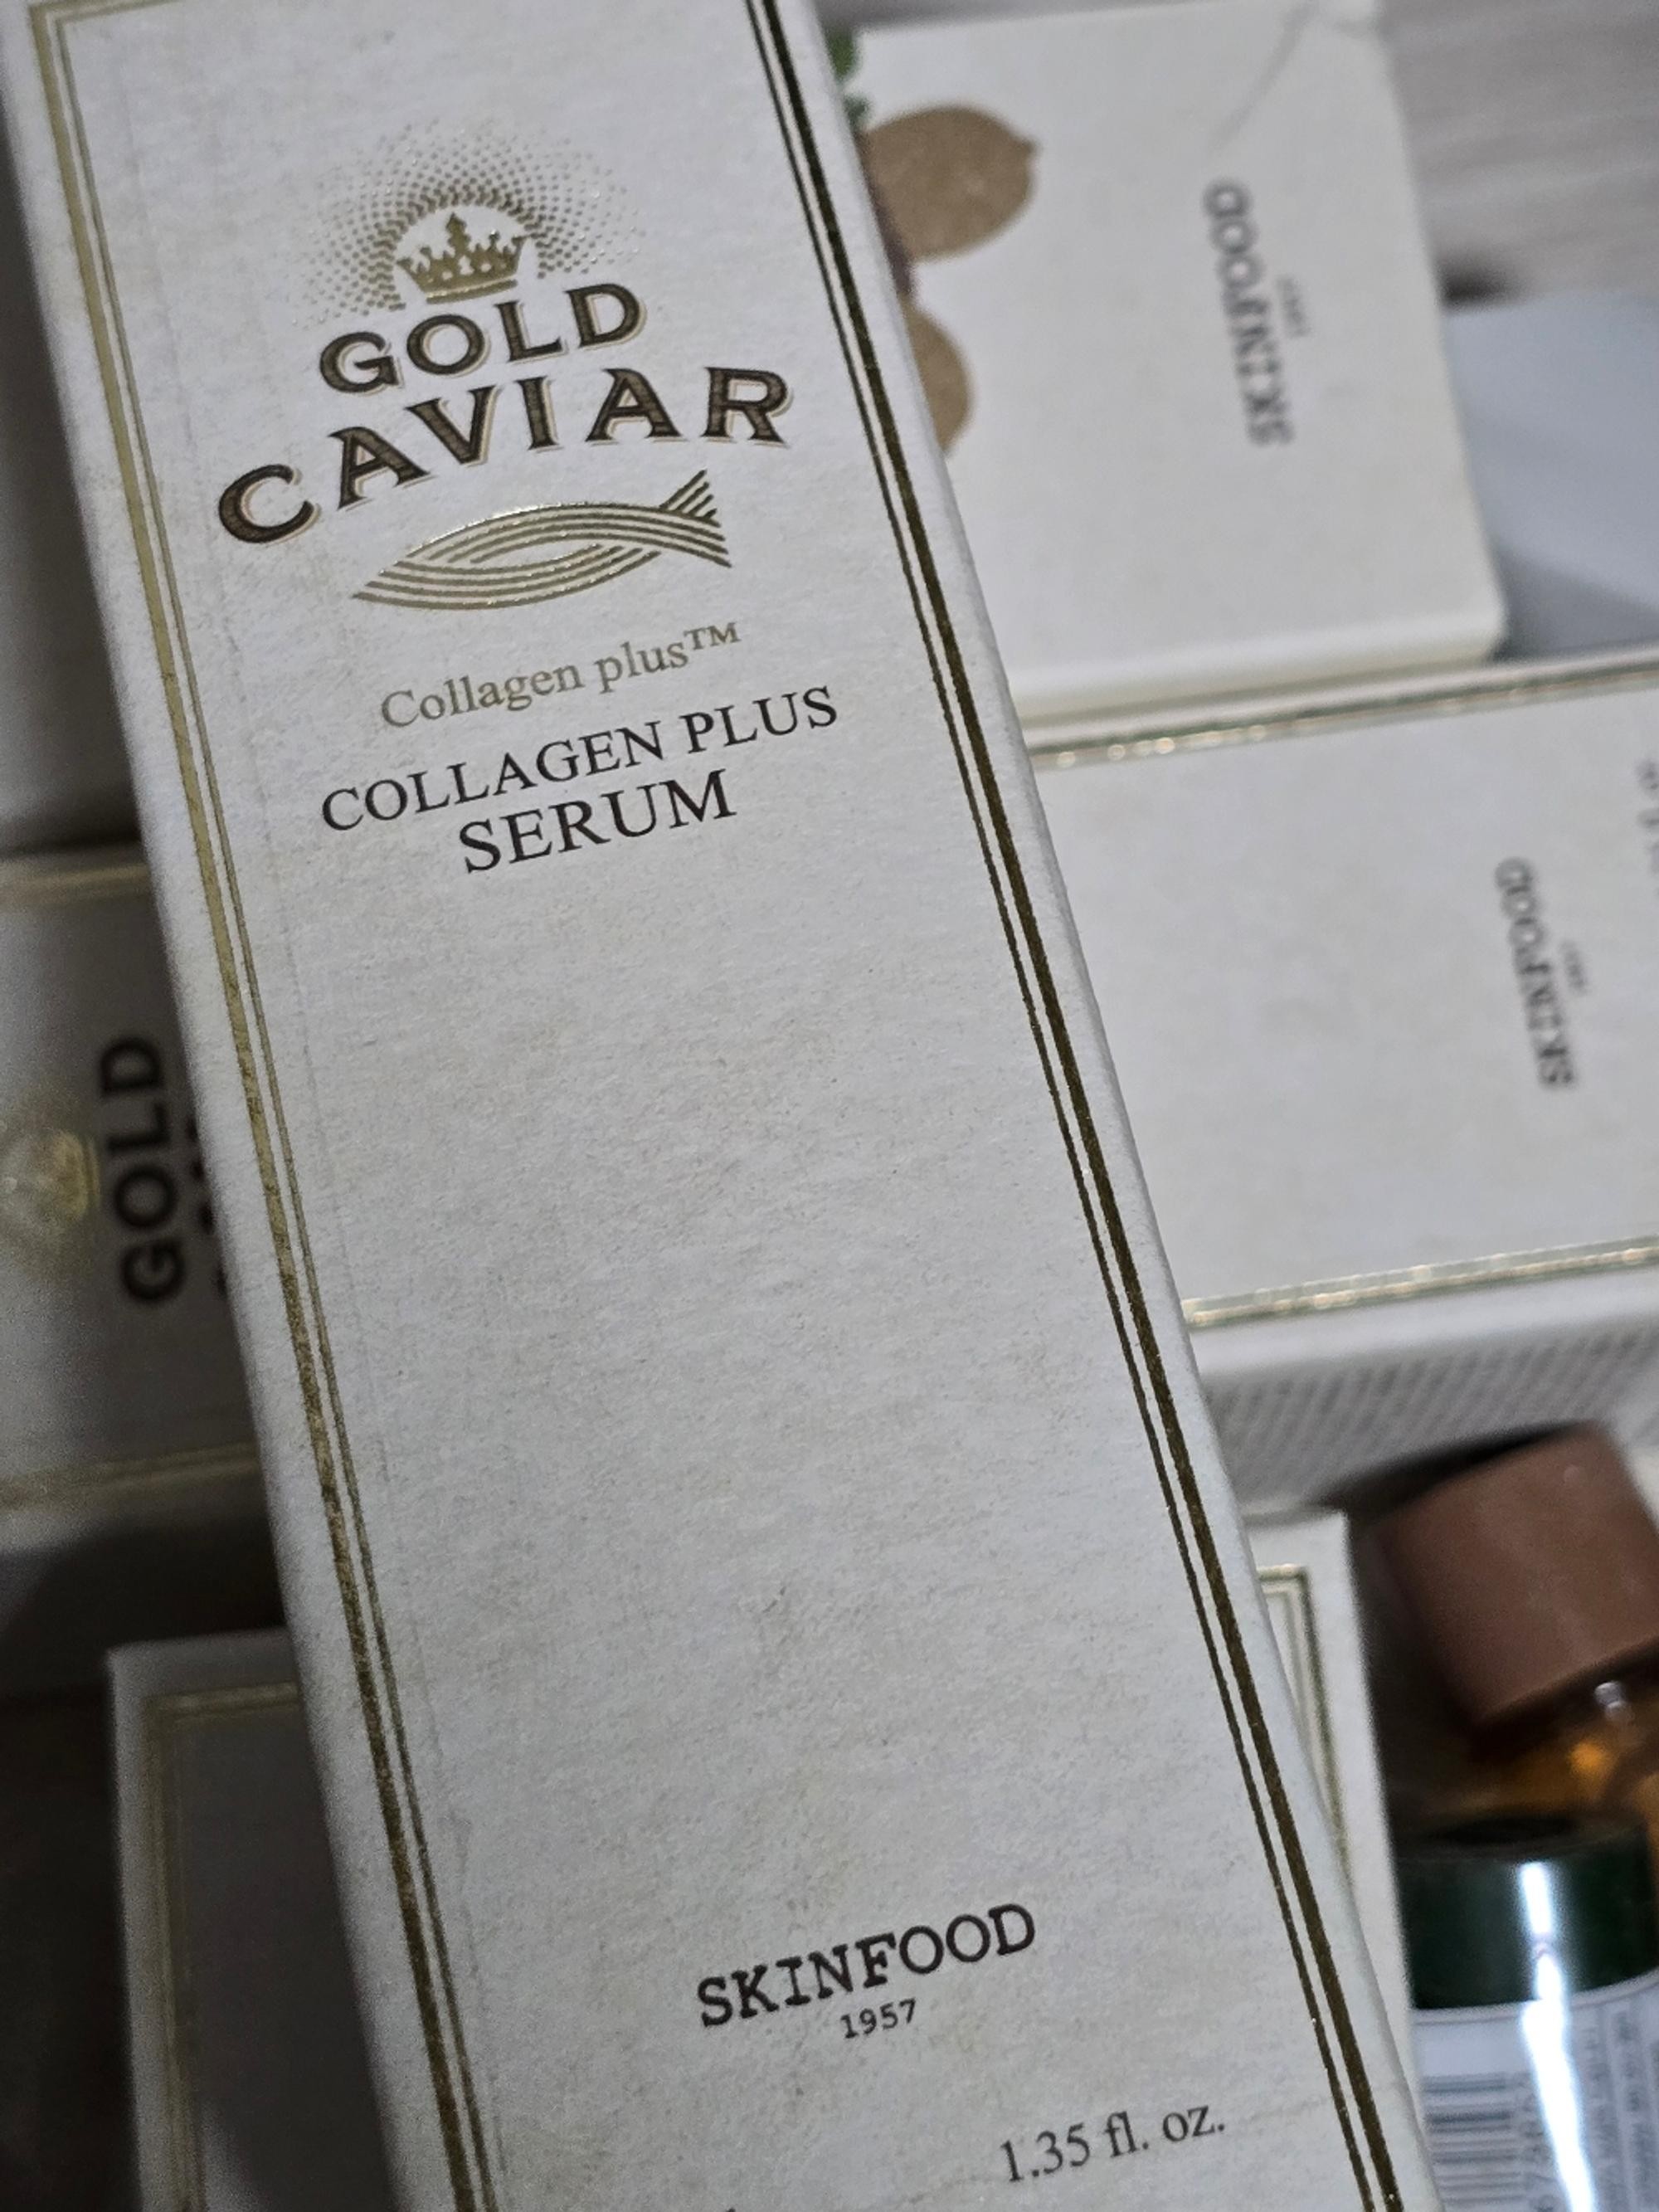 GOLD
CAVIAR
Collagen plus™
COLLAGEN PLUS
SERUM
SKINFOOD
1957
1.35 fl. oz.
SKINFOOD
SKINFOOD
GOLD